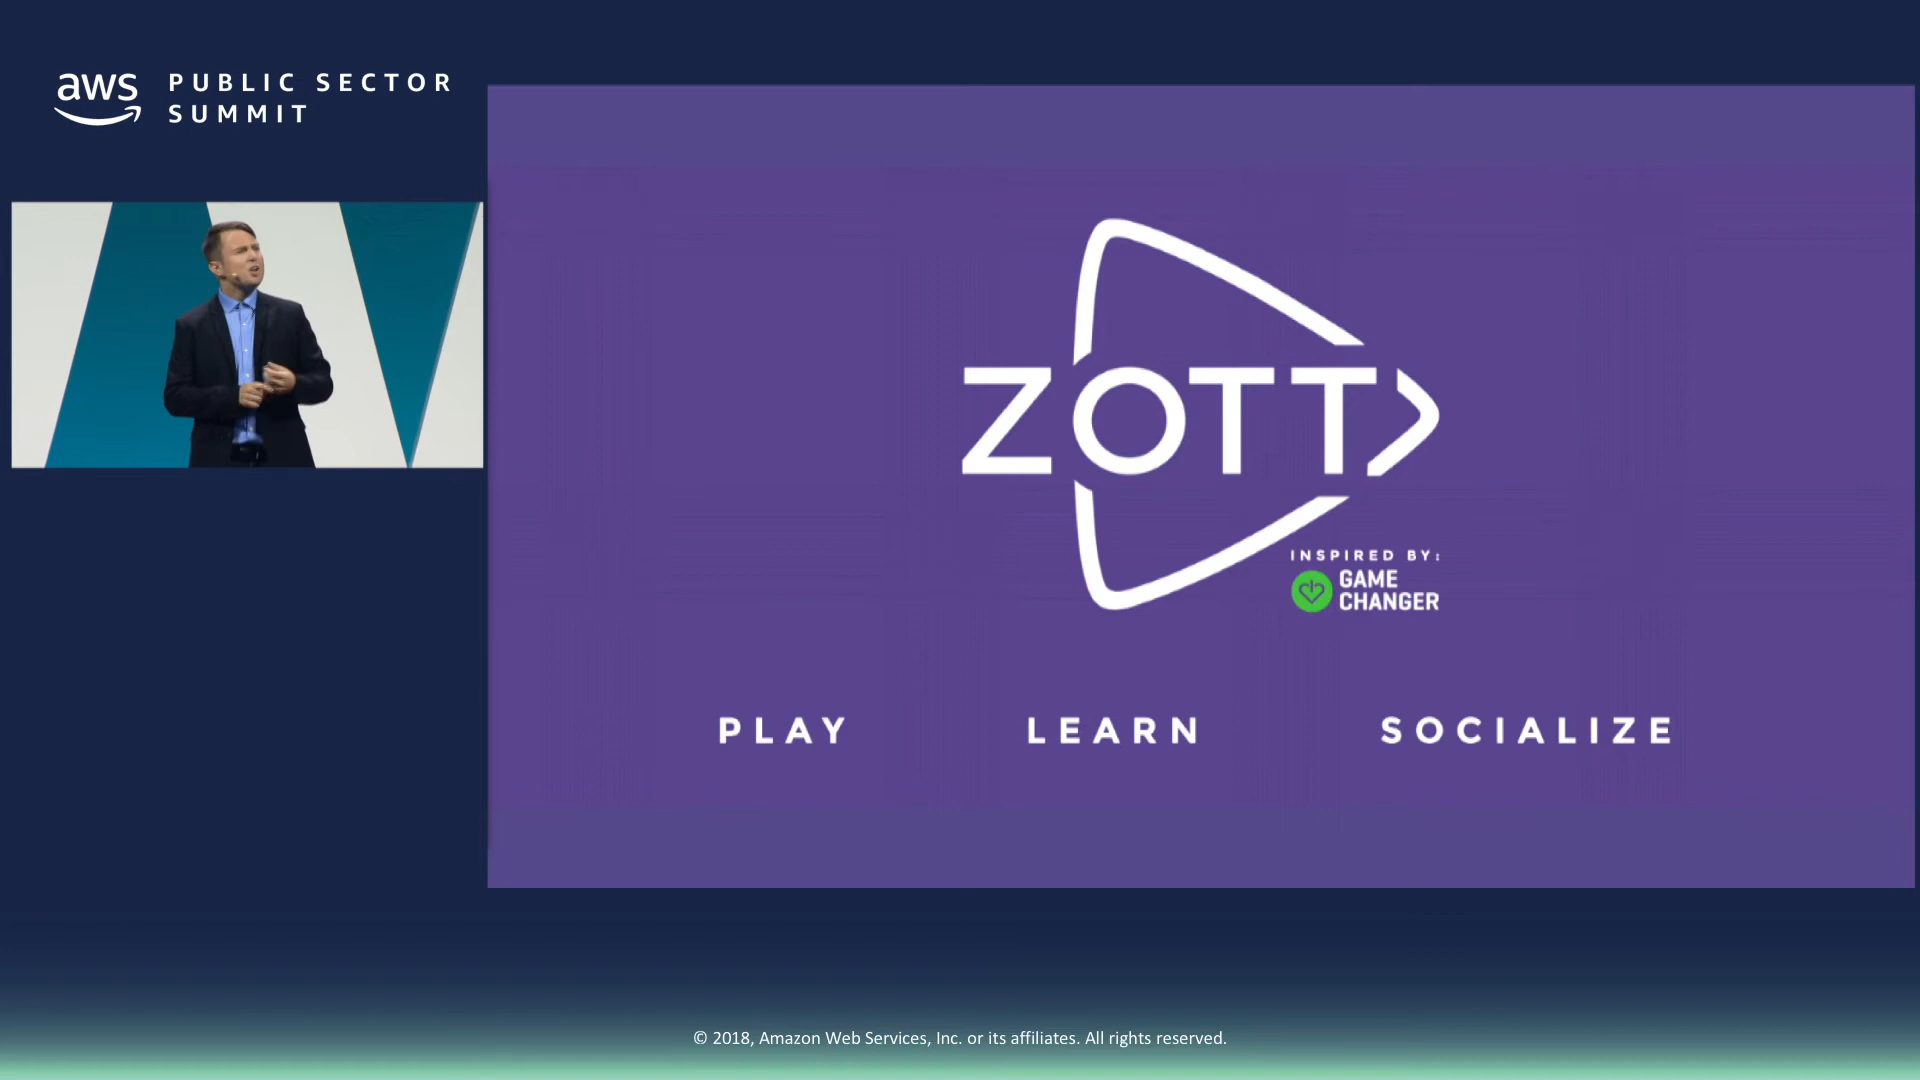 aws
PUBLIC SECTOR
SUMMIT
ZOTT
INSPIRED BY:
GAME
CHANGER
PLAY LEARN SOCIALIZE
© 2018, Amazon Web Services, Inc. or its affiliates. All rights reserved.